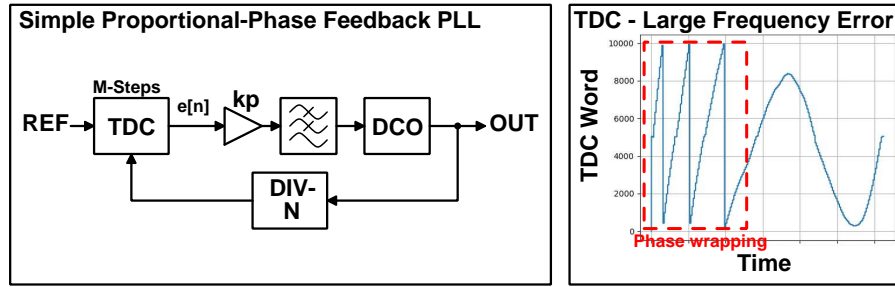 Simple Proportional-Phase Feedback PLL
M-Steps
REF
TDC
e[n]
kp
DCO
OUT
DIV-
N
TDC - Large Frequency Error
TDC Word
10000
8000
6000
4000
2000
0
Phase wrapping
Time